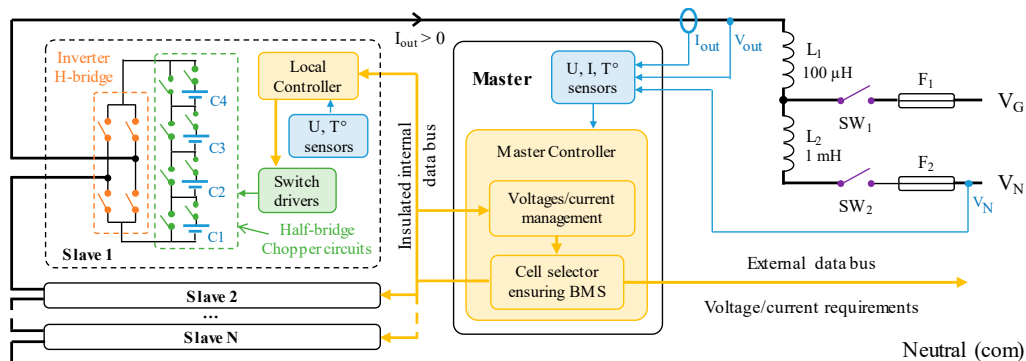 I_out > 0
I_out
V_out
Inverter
H-bridge
C4
C3
C2
C1
Local
Controller
U, T°
sensors
Switch
drivers
Half-bridge
Chopper circuits
Slave 1
Slave 2
...
Slave N
Insulated internal
data bus
Master
U, I, T°
sensors
Master Controller
Voltages/current
management
Cell selector
ensuring BMS
L₁
100 µH
L₂
1 mH
SW₁
F₁
V_G
SW₂
F₂
V_N
V_N
External data bus
Voltage/current requirements
Neutral (com)